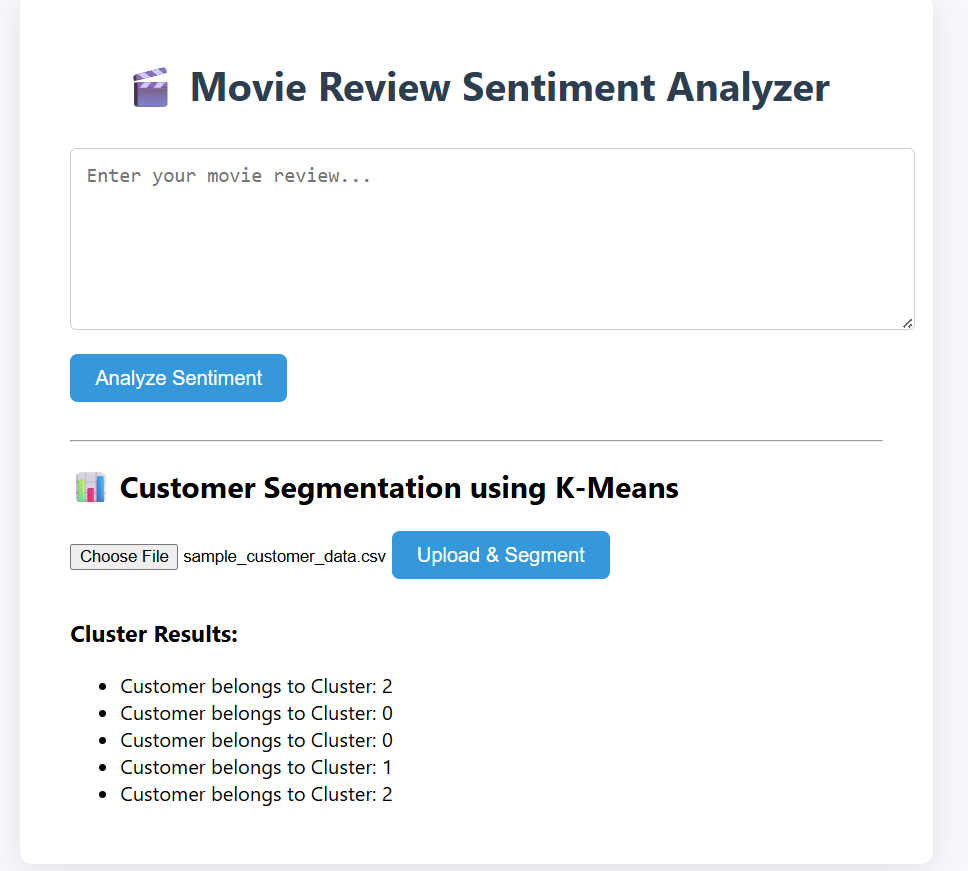 Movie Review Sentiment Analyzer
Enter your movie review...
Analyze Sentiment
Customer Segmentation using K-Means
Choose File sample_customer_data.csv Upload & Segment
Cluster Results:
Customer belongs to Cluster: 2
Customer belongs to Cluster: 0
Customer belongs to Cluster: 0
Customer belongs to Cluster: 1
Customer belongs to Cluster: 2